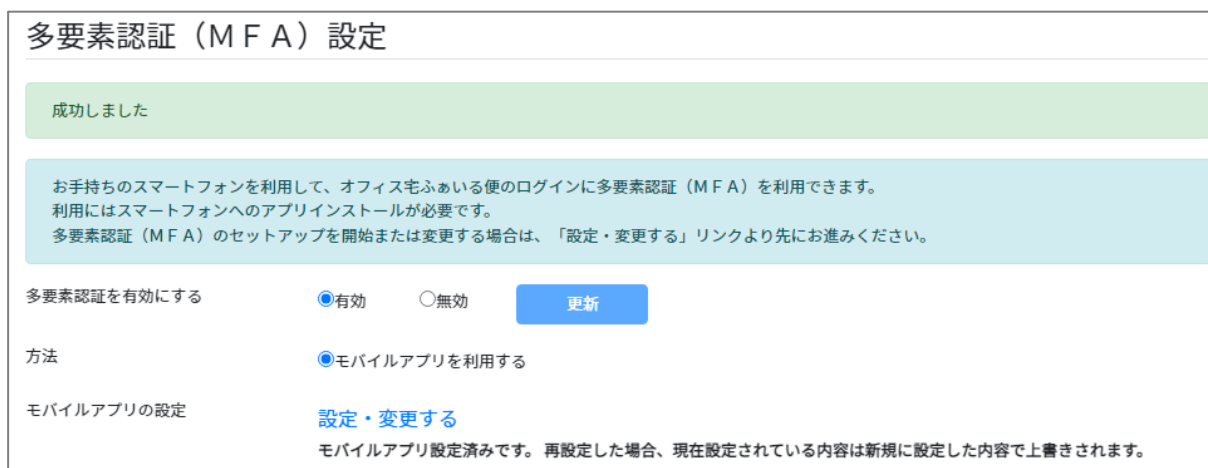 多要素認証（ＭＦＡ）設定
成功しました
お手持ちのスマートフォンを利用して、オフィス宅ふぁいる便のログインに多要素認証（ＭＦＡ）を利用できます。
利用にはスマートフォンへのアプリインストールが必要です。
多要素認証（ＭＦＡ）のセットアップを開始または変更する場合は、「設定・変更する」リンクより先にお進みください。
多要素認証を有効にする 有効 無効 更新
方法 モバイルアプリを利用する
モバイルアプリの設定 設定・変更する
モバイルアプリ設定済みです。 再設定した場合、現在設定されている内容は新規に設定した内容で上書きされます。